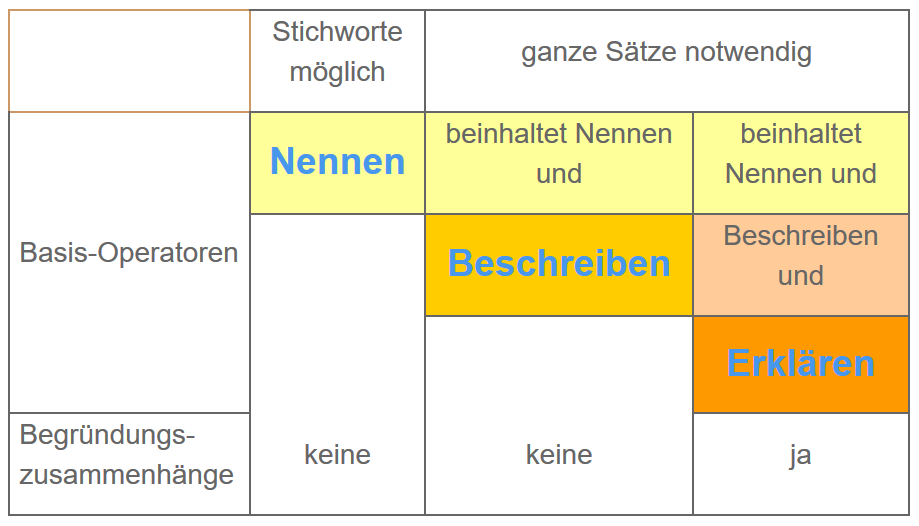 Stichworte
möglich
ganze Sätze notwendig
Basis-Operatoren
Nennen
beinhaltet Nennen
und
beinhaltet
Nennen und
Beschreiben
Beschreiben
und
Erklären
Begründungs-
zusammenhänge
keine
keine
ja